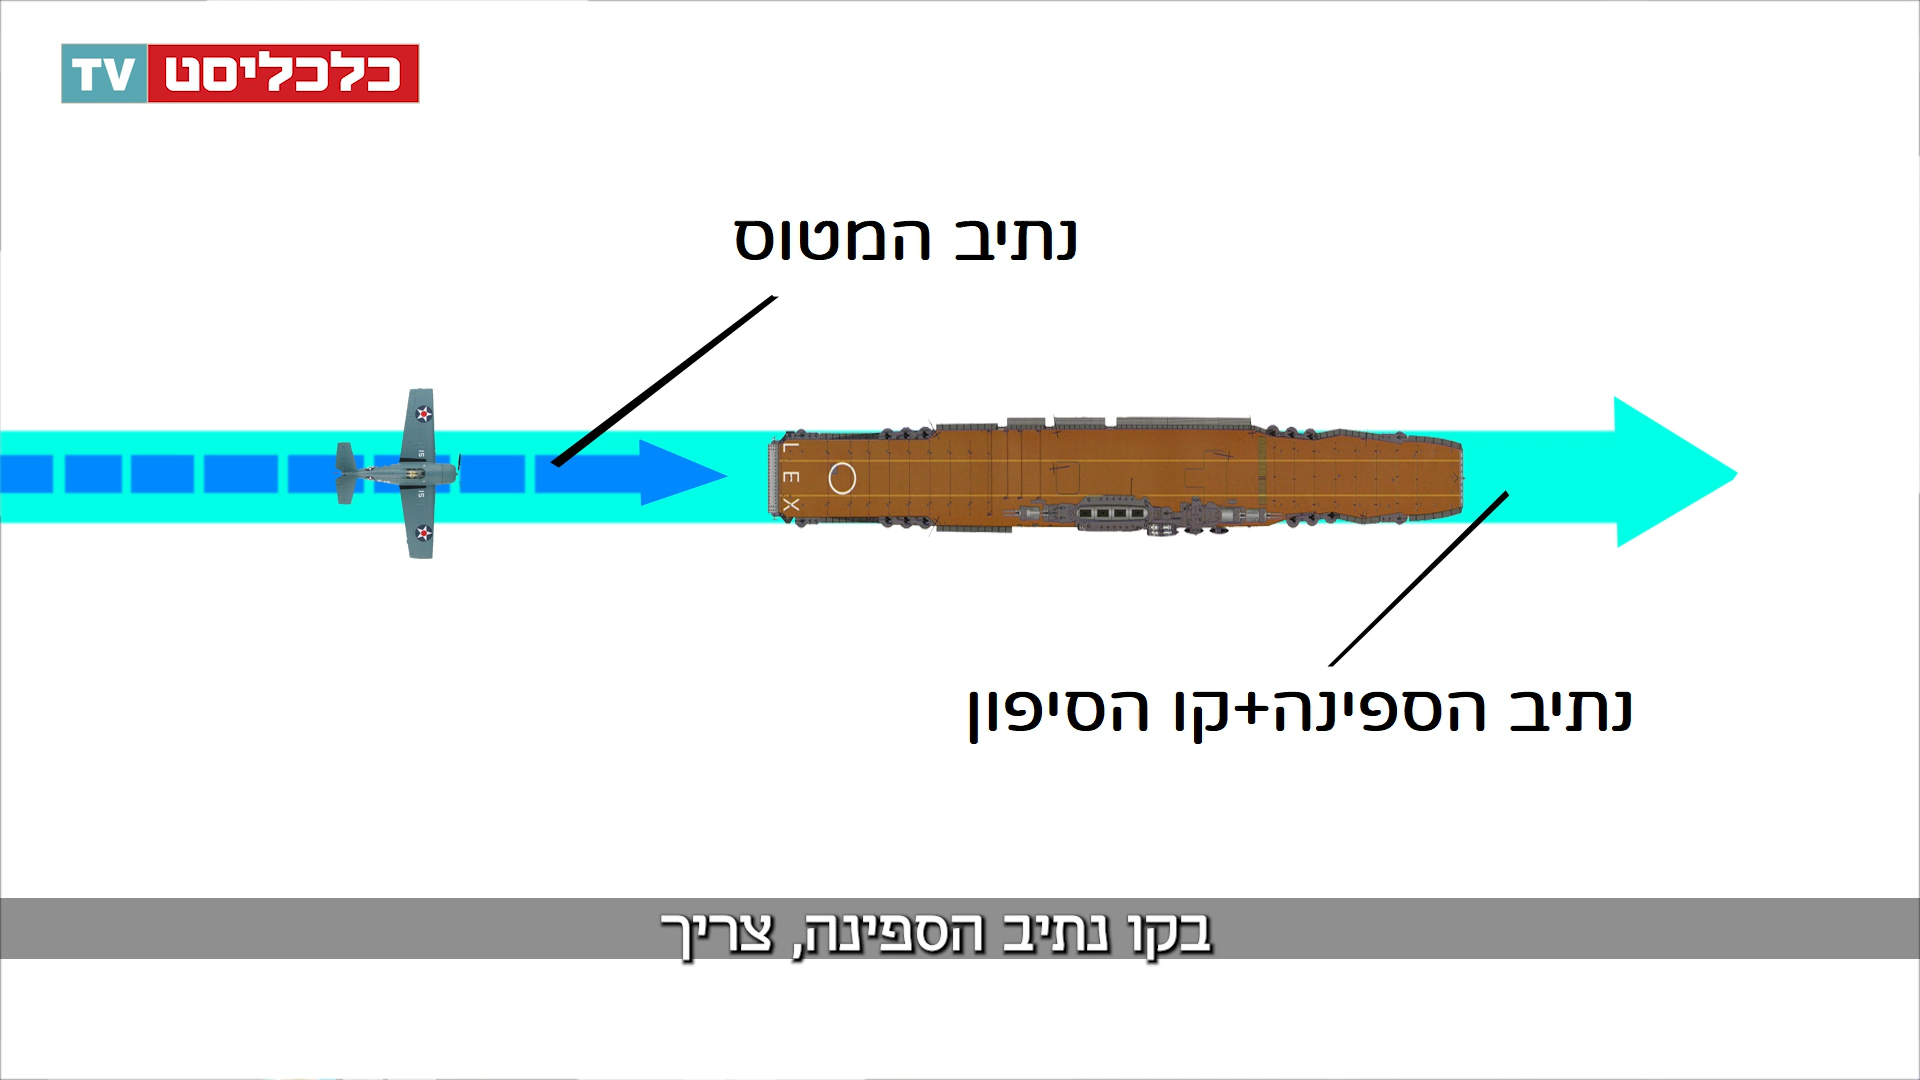 כלכליסט TV
נתיב המטוס
LEX
נתיב הספינה+קו הסיפון
בקו נתיב הספינה, צריך